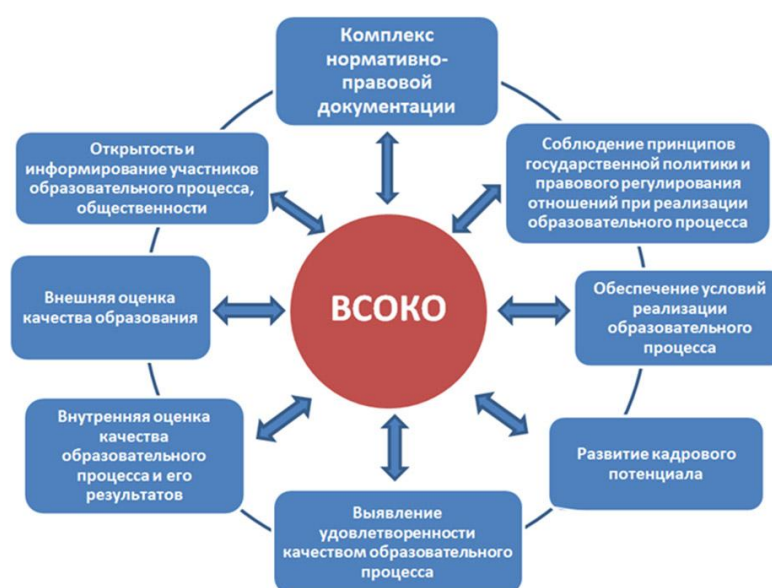 Комплекс
нормативно-
правовой
документации
Открытость и
информирование участников
образовательного процесса,
общественности
Соблюдение принципов
государственной политики и
правового регулирования
отношений при реализации
образовательного процесса
Внешняя оценка
качества образования
ВСОКО
Обеспечение условий
реализации
образовательного
процесса
Внутренняя оценка
качества
образовательного
процесса и его
результатов
Развитие кадрового
потенциала
Выявление
удовлетворенности
качеством образовательного
процесса